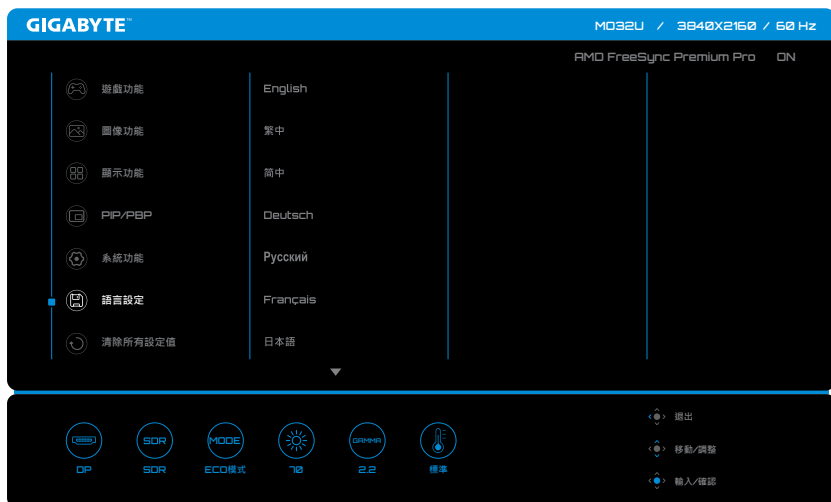 GIGABYTE™
MD32U / 3840X2160 / 60 Hz
AMD FreeSync Premium Pro ON
遊戲功能
圖像功能
顯示功能
PIP/PBP
系統功能
語言設定
清除所有設定值
English
繁中
简中
Deutsch
Русский
Français
日本語
DP
SDR
SDR
MODE
ECO模式
70
GAMMA
2.2
標準
退出
移動/調整
輸入/確認